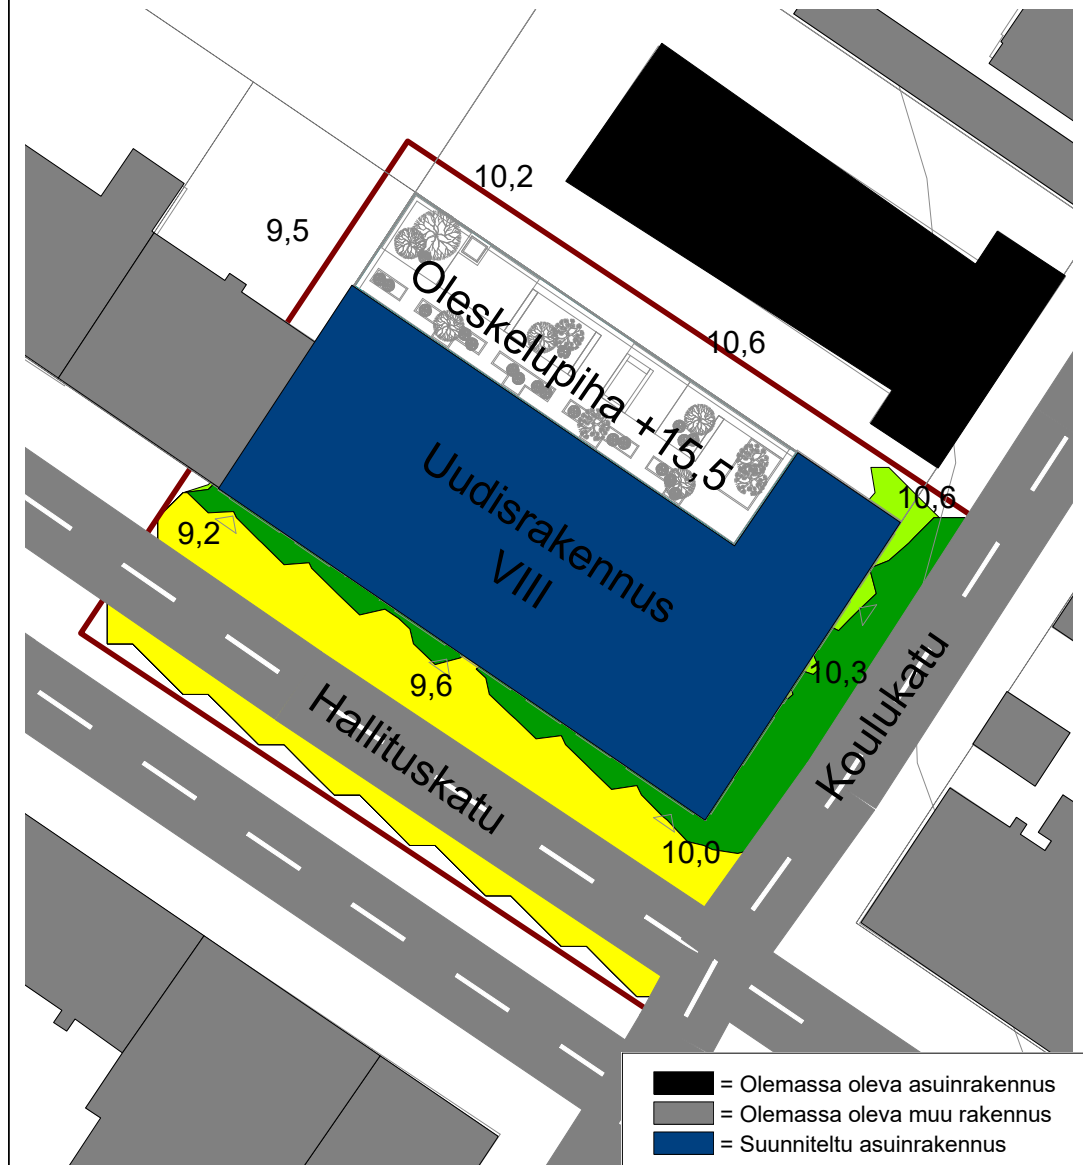 10,2
9,5
10,6
Oleskelupiha +15,5
10,6
Uudisrakennus
VIII
9,2
10,3
9,6
Koulukatu
Hallituskatu
10,0
= Olemassa oleva asuinrakennus
= Olemassa oleva muu rakennus
= Suunniteltu asuinrakennus